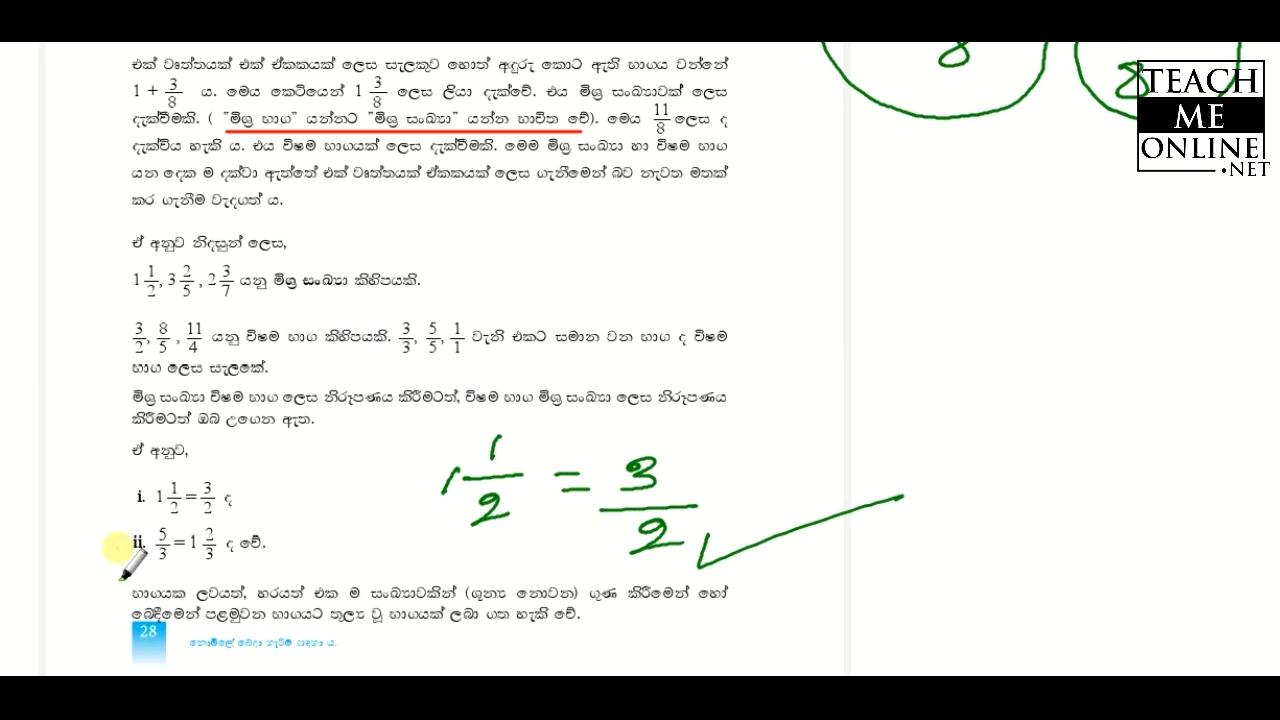 එක් වෘත්තයක් එක් ඒකකයක් ලෙස සැලකුව හොත් අඳුරු කොට ඇති භාගය වන්නේ
1 + 3/8 ය. මෙය කෙටියෙන් 1 3/8 ලෙස ලියා දැක්වේ. එය මිශ්‍ර සංඛ්‍යාවක් ලෙස
දැක්වීමකි. ( "මිශ්‍ර භාග" යන්නට "මිශ්‍ර සංඛ්‍යා" යන්න භාවිත වේ). මෙය 11/8 ලෙස ද
දැක්විය හැකි ය. එය විෂම භාගයක් ලෙස දැක්වීමකි. මෙම මිශ්‍ර සංඛ්‍යා හා විෂම භාග
යන දෙක ම දක්වා ඇත්තේ එක් වෘත්තයක් ඒකකයක් ලෙස ගැනීමෙන් බව නැවත මතක්
කර ගැනීම වැදගත් ය.
ඒ අනුව නිදසුන් ලෙස,
1 1/2, 3 2/5 , 2 3/7 යනු මිශ්‍ර සංඛ්‍යා කිහිපයකි.
3/2, 8/5 , 11/4 යනු විෂම භාග කිහිපයකි. 3/3, 5/5, 1/1 වැනි එකට සමාන වන භාග ද විෂම
භාග ලෙස සැලකේ.
මිශ්‍ර සංඛ්‍යා විෂම භාග ලෙස නිරූපණය කිරීමටත්, විෂම භාග මිශ්‍ර සංඛ්‍යා ලෙස නිරූපණය
කිරීමටත් ඔබ උගෙන ඇත.
ඒ අනුව,
i. 1 1/2 = 3/2 ද
ii. 5/3 = 1 2/3 ද වේ.
1 1/2 = 3/2
භාගයක ලවයත්, හරයත් එක ම සංඛ්‍යාවකින් (ශූන්‍ය නොවන) ගුණ කිරීමෙන් හෝ
බෙදීමෙන් පළමුවන භාගයට තුල්‍ය වූ භාගයක් ලබා ගත හැකි වේ.
28
නොමිලේ බෙදා හැරීම සඳහා ය.
8
8
TEACH
ME
ONLINE
.NET